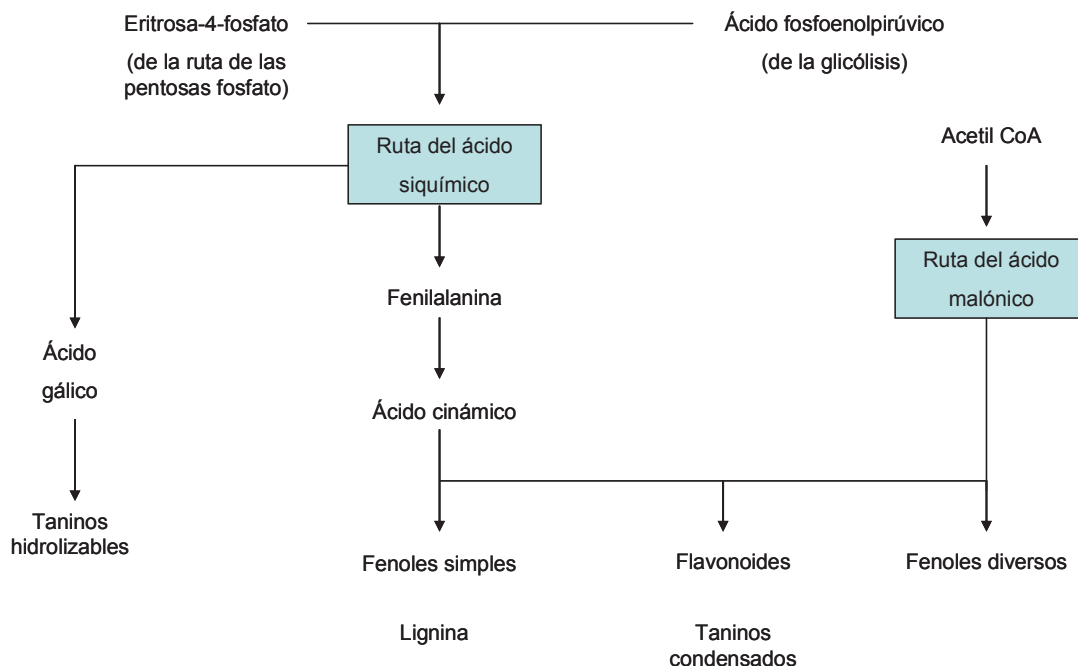 Eritrosa-4-fosfato
(de la ruta de las
pentosas fosfato)
Ácido fosfoenolpirúvico
(de la glicólisis)
Ruta del ácido
siquímico
Acetil CoA
Ruta del ácido
malónico
Fenilalanina
Ácido
gálico
Ácido cinámico
Taninos
hidrolizables
Fenoles simples
Flavonoides
Fenoles diversos
Lignina
Taninos
condensados